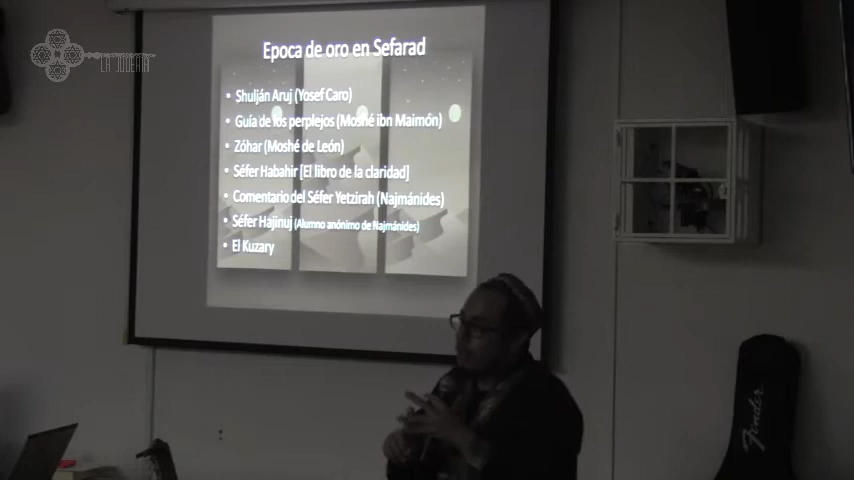 LA JUDERIA
Epoca de oro en Sefarad
• Shulján Aruj (Yosef Caro)
• Guía de los perplejos (Moshé ibn Maimón)
• Zóhar (Moshé de León)
• Séfer Habahir [El libro de la claridad]
• Comentario del Séfer Yetzirah (Najmánides)
• Séfer Hajinuj (Alumno anónimo de Najmánides)
• El Kuzary
Fender